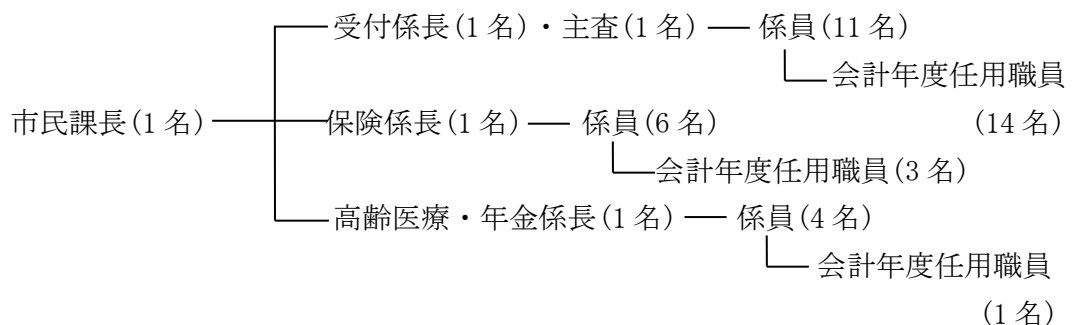 受付係長(1名)・主査(1名) 係員(11名)
会計年度任用職員
(14名)
市民課長(1名) 保険係長(1名) 係員(6名)
会計年度任用職員(3名)
高齢医療・年金係長(1名) 係員(4名)
会計年度任用職員
(1名)